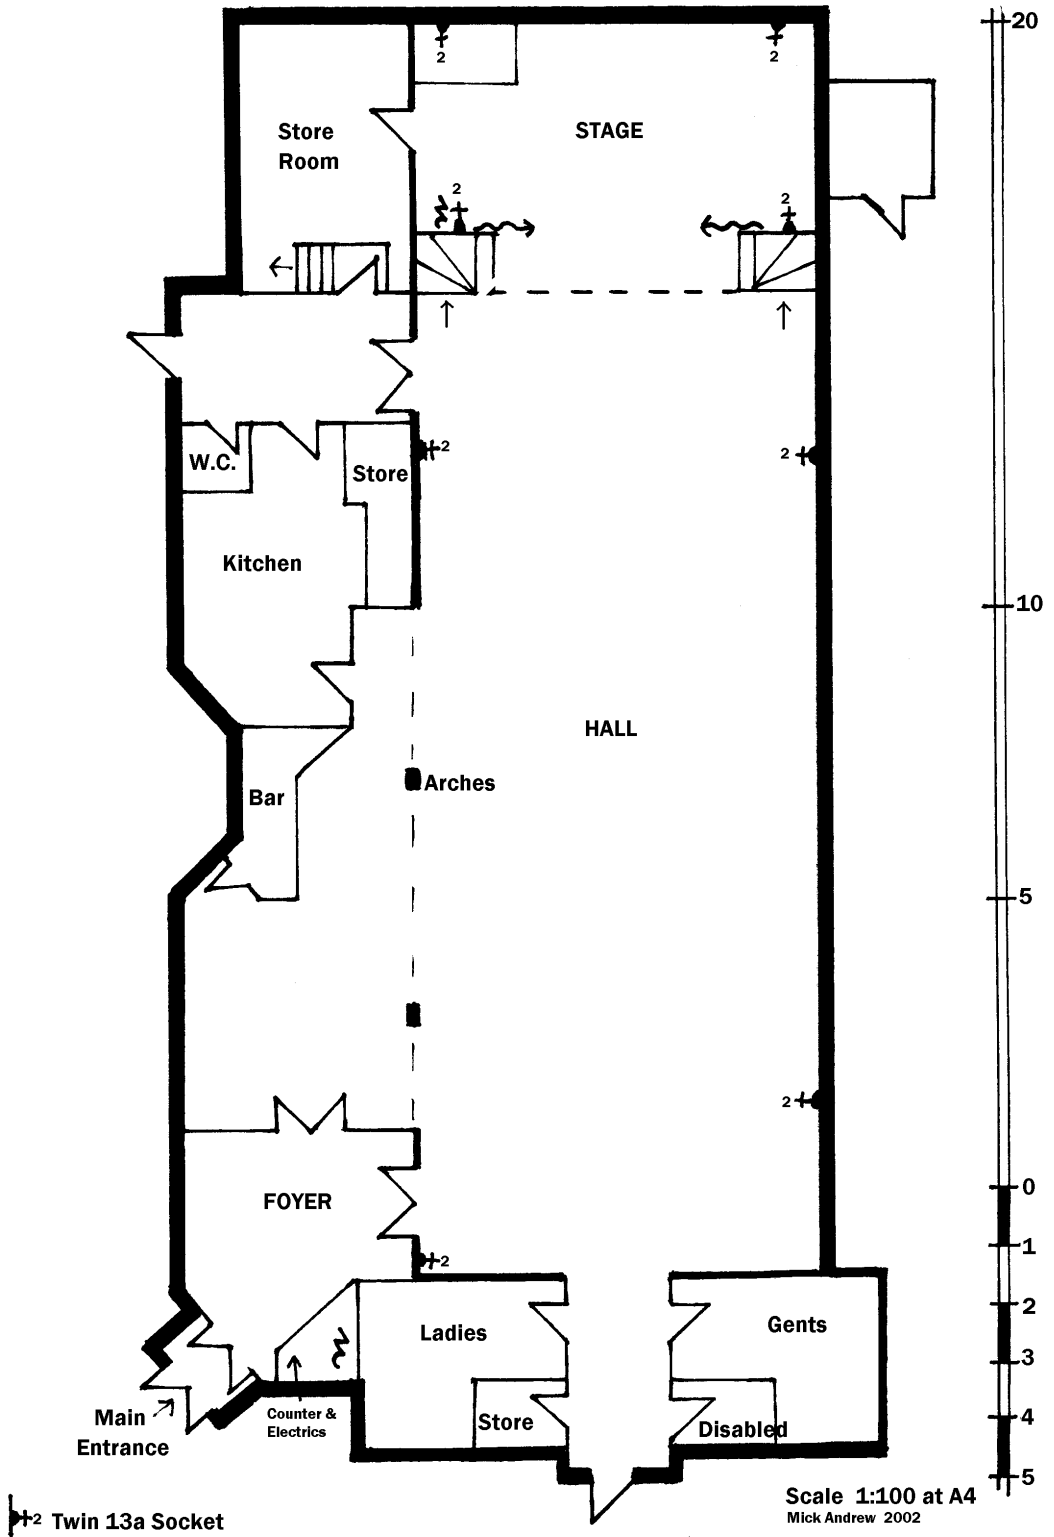 20
2
2
Store
Room
STAGE
2
2
W.C.
Store
2
2
Kitchen
10
HALL
Arches
Bar
5
2
0
FOYER
1
2
2
Ladies
Gents
3
Counter &
Electrics
Main
Entrance
Store
Disabled
4
5
Scale 1:100 at A4
Mick Andrew 2002
2 Twin 13a Socket